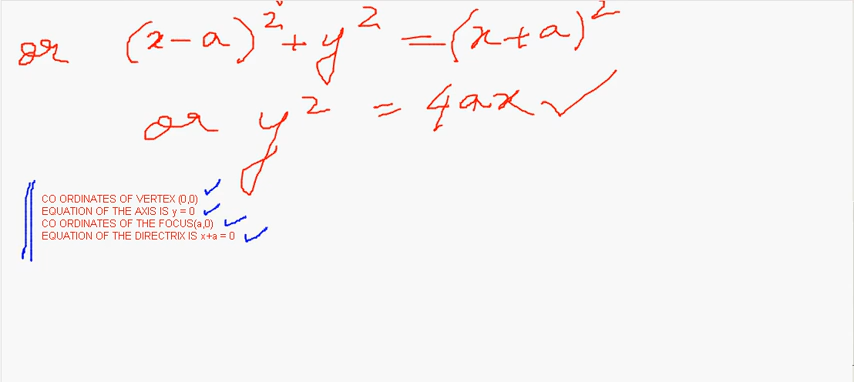 or (x-a)² + y² = (x+a)²
or y² = 4ax
CO ORDINATES OF VERTEX (0,0)
EQUATION OF THE AXIS IS y = 0
CO ORDINATES OF THE FOCUS(a,0)
EQUATION OF THE DIRECTRIX IS x+a = 0